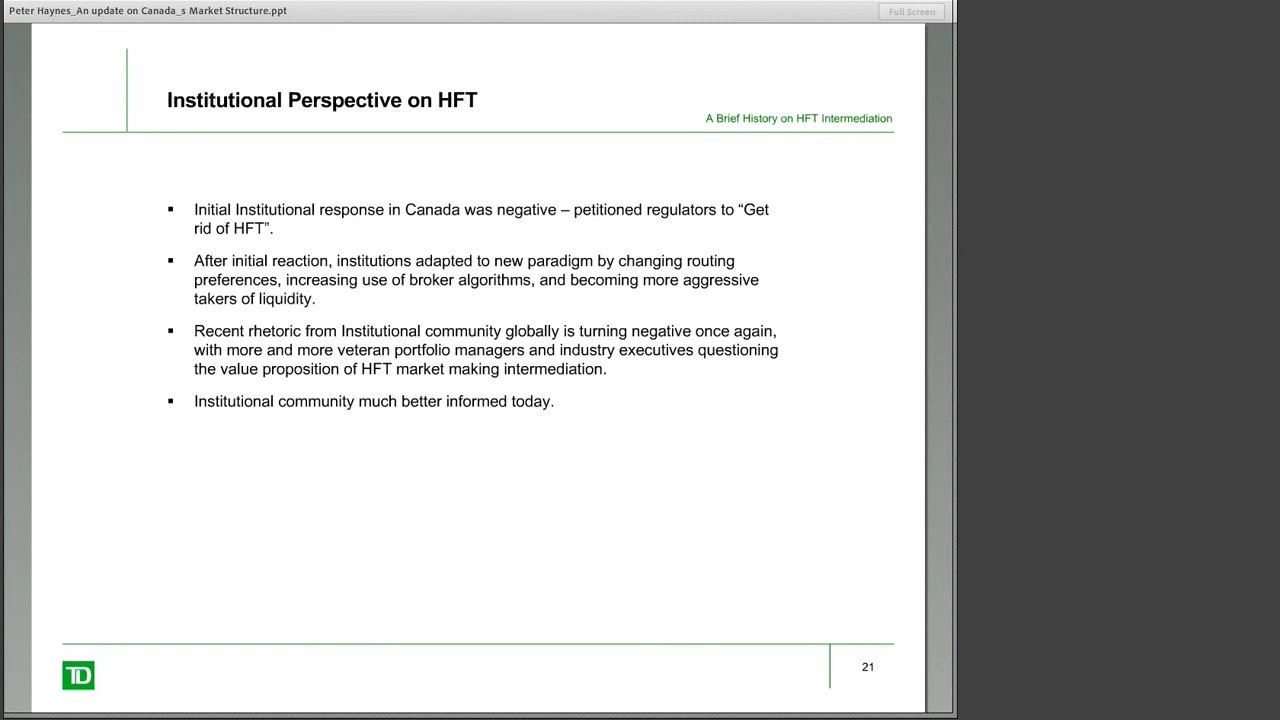 Peter Haynes_An update on Canada_s Market Structure.ppt
Full Screen
Institutional Perspective on HFT
A Brief History on HFT Intermediation
▪ Initial Institutional response in Canada was negative – petitioned regulators to “Get
rid of HFT”.
▪ After initial reaction, institutions adapted to new paradigm by changing routing
preferences, increasing use of broker algorithms, and becoming more aggressive
takers of liquidity.
▪ Recent rhetoric from Institutional community globally is turning negative once again,
with more and more veteran portfolio managers and industry executives questioning
the value proposition of HFT market making intermediation.
▪ Institutional community much better informed today.
TD
21